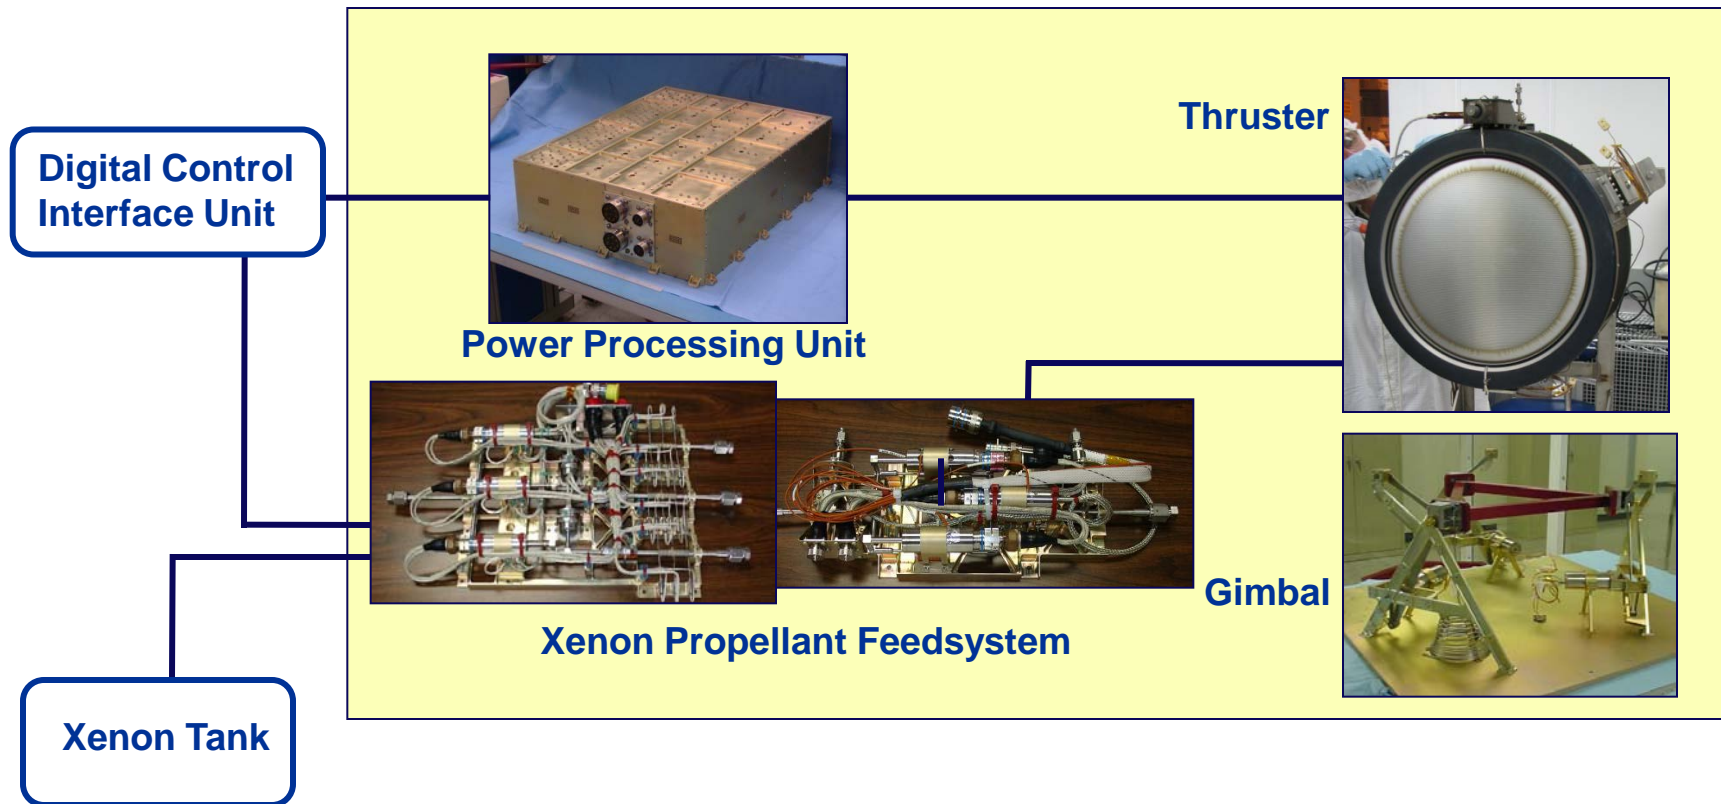 Thruster
Digital Control
Interface Unit
Power Processing Unit
Gimbal
Xenon Propellant Feedsystem
Xenon Tank